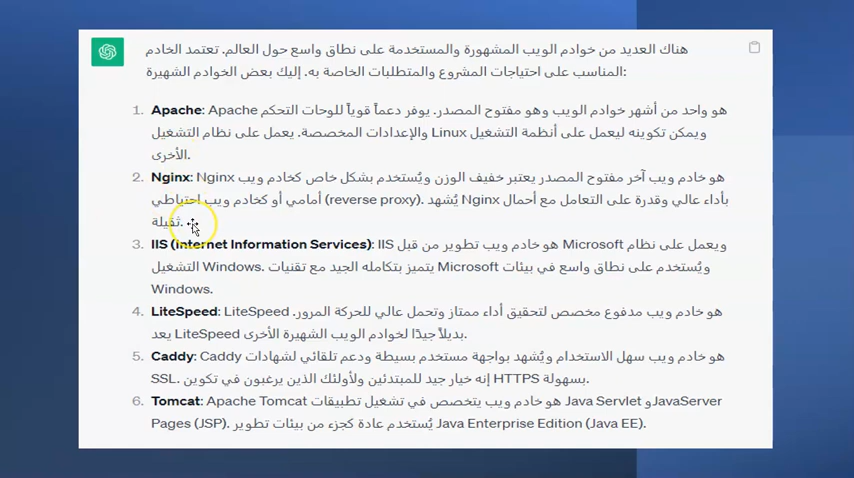 هناك العديد من خوادم الويب المشهورة والمستخدمة على نطاق واسع حول العالم. تعتمد الخادم
المناسب على احتياجات المشروع والمتطلبات الخاصة به. إليك بعض الخوادم الشهيرة:
1. Apache: Apache هو واحد من أشهر خوادم الويب وهو مفتوح المصدر. يوفر دعماً قوياً للوحات التحكم
والإعدادات المخصصة. يعمل على نظام التشغيل Linux ويمكن تكوينه ليعمل على أنظمة التشغيل
الأخرى.
2. Nginx: Nginx هو خادم ويب آخر مفتوح المصدر يعتبر خفيف الوزن ويُستخدم بشكل خاص كخادم ويب
أمامي أو كخادم ويب احتياطي (reverse proxy). يُشهد Nginx بأداء عالي وقدرة على التعامل مع أحمال
ثقيلة.
3. IIS (Internet Information Services): IIS هو خادم ويب تطوير من قبل Microsoft ويعمل على نظام
التشغيل Windows. يتميز بتكامله الجيد مع تقنيات Microsoft ويُستخدم على نطاق واسع في بيئات
Windows.
4. LiteSpeed: LiteSpeed هو خادم ويب مدفوع مخصص لتحقيق أداء ممتاز وتحمل عالي للحركة المرور.
يعد LiteSpeed بديلاً جيدًا لخوادم الويب الشهيرة الأخرى.
5. Caddy: Caddy هو خادم ويب سهل الاستخدام ويُشهد بواجهة مستخدم بسيطة ودعم تلقائي لشهادات
SSL. إنه خيار جيد للمبتدئين ولأولئك الذين يرغبون في تكوين HTTPS بسهولة.
6. Tomcat: Apache Tomcat هو خادم ويب يتخصص في تشغيل تطبيقات Java Servlet وJavaServer
Pages (JSP). يُستخدم عادة كجزء من بيئات تطوير Java Enterprise Edition (Java EE).